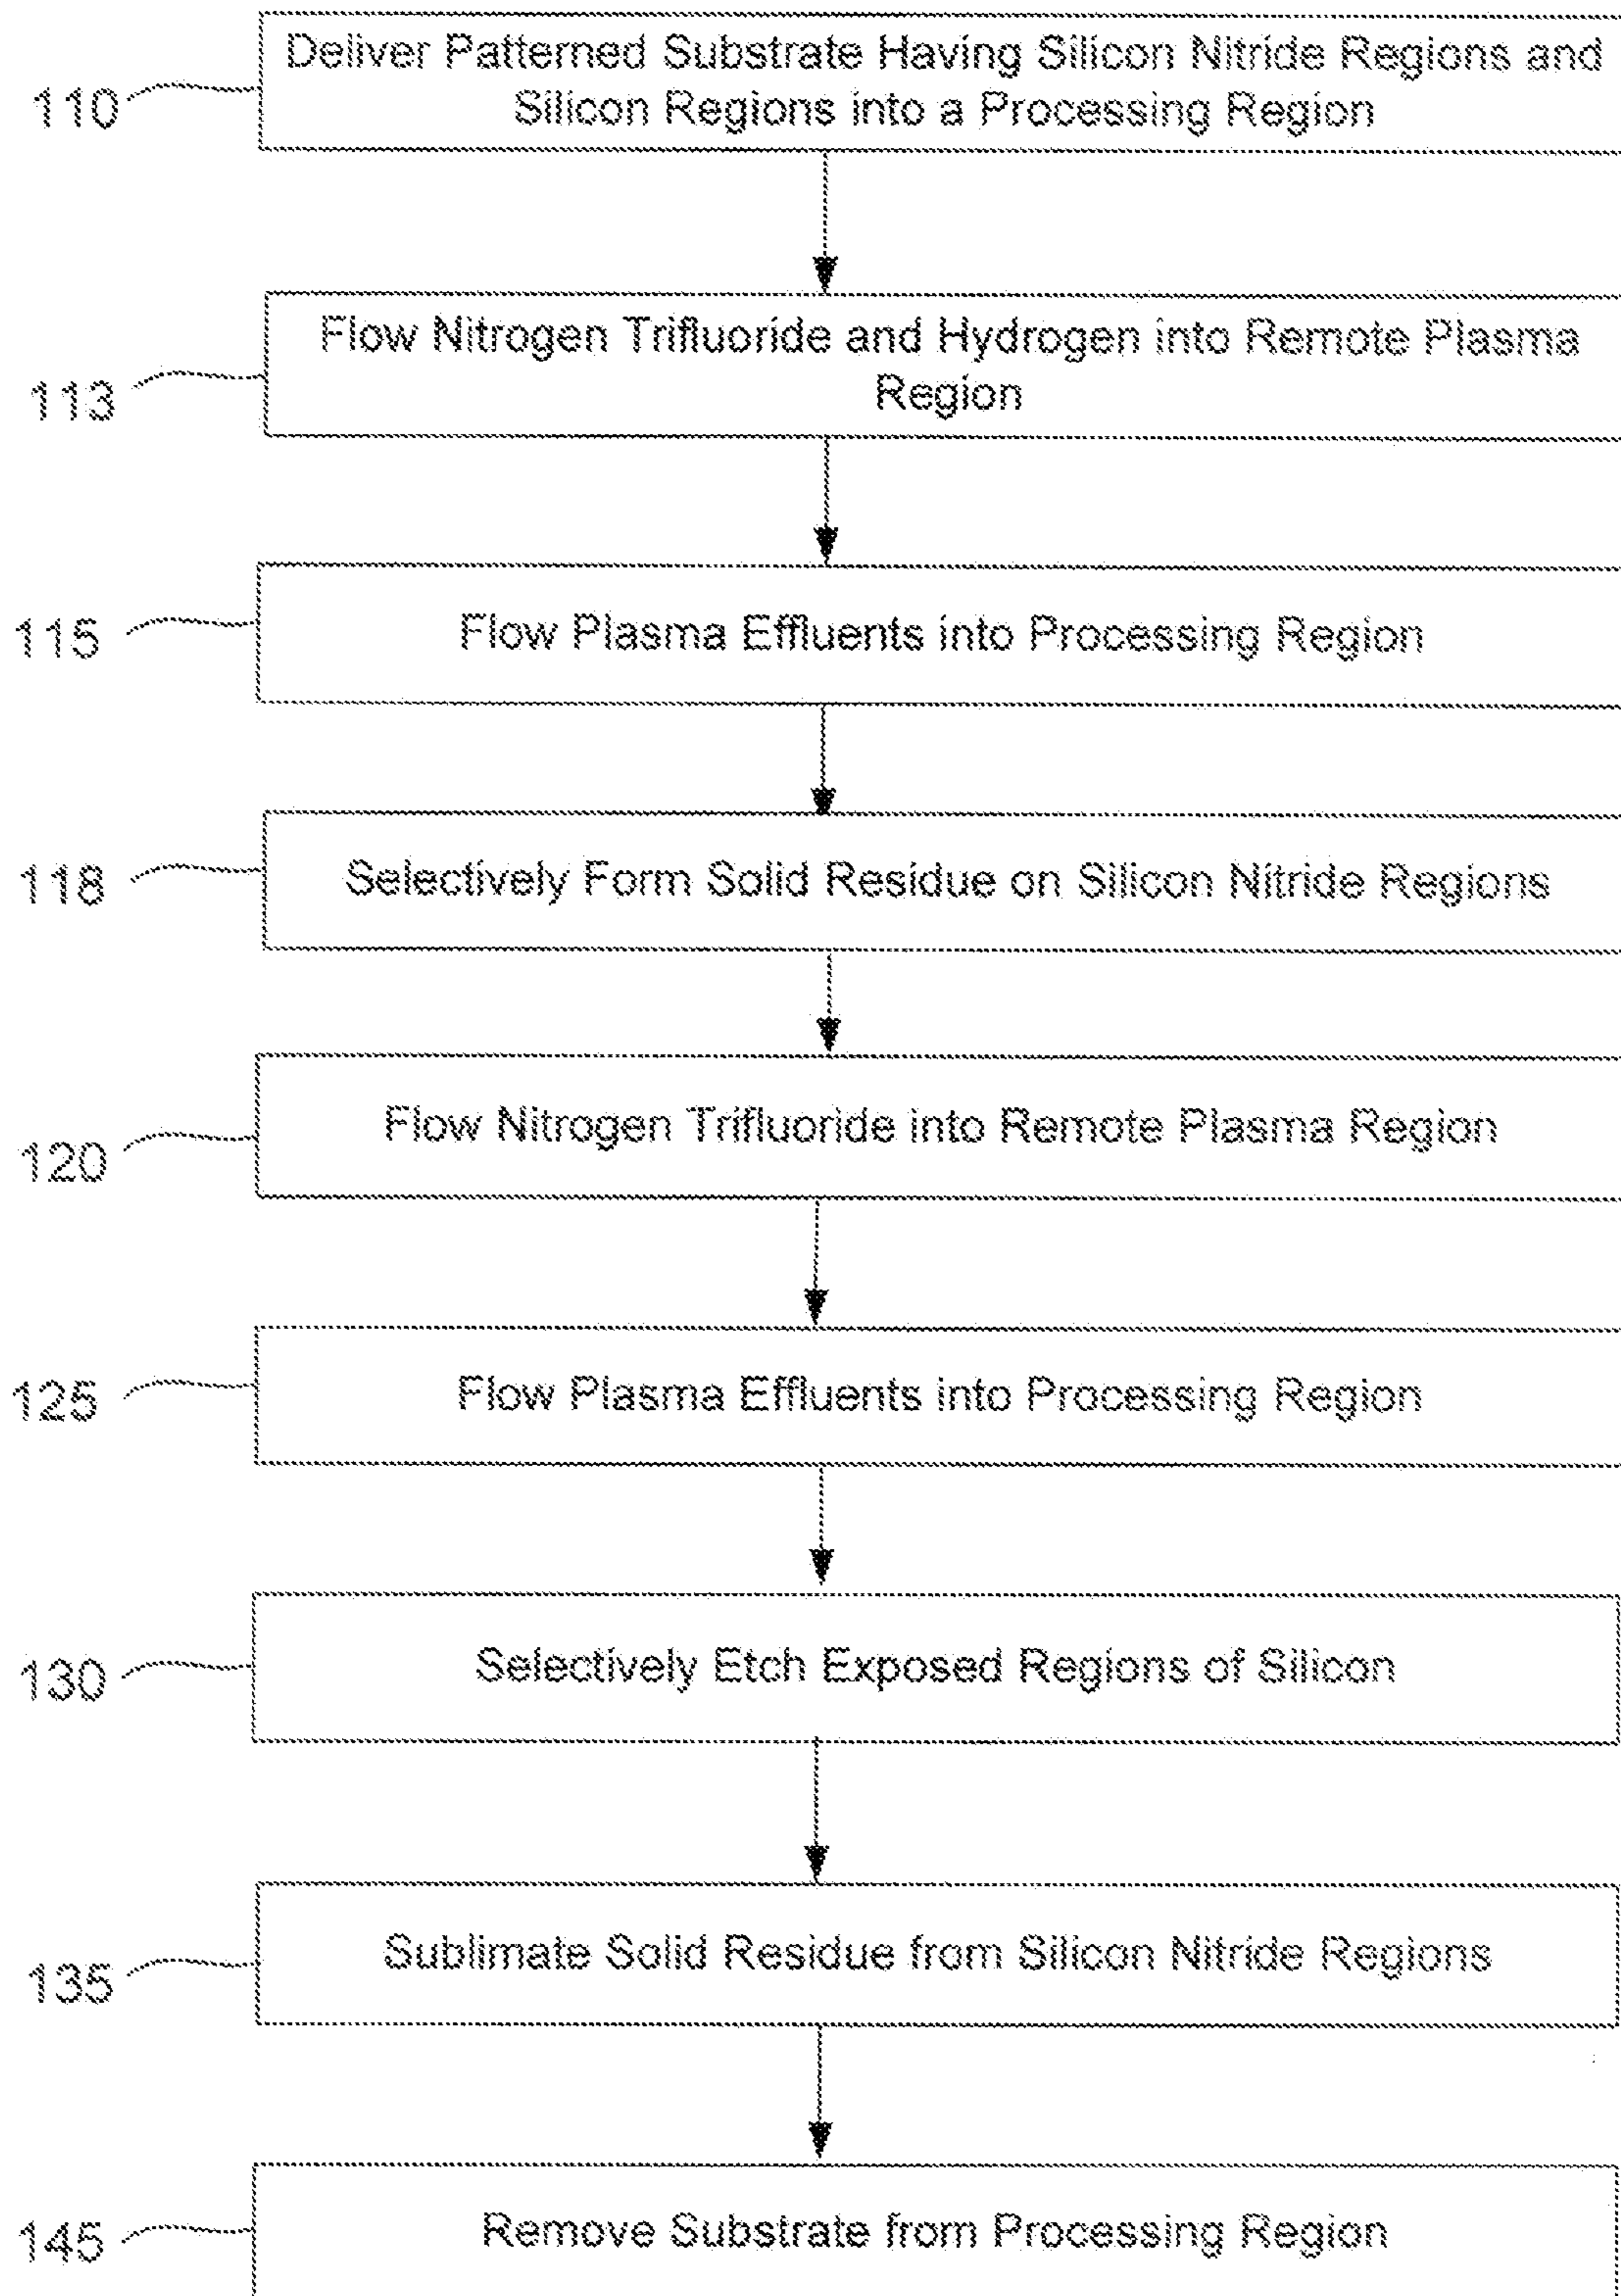 110
Deliver Patterned Substrate Having Silicon Nitride Regions and
Silicon Regions into a Processing Region
113
Flow Nitrogen Trifluoride and Hydrogen into Remote Plasma
Region
115
Flow Plasma Effluents into Processing Region
118
Selectively Form Solid Residue on Silicon Nitride Regions
120
Flow Nitrogen Trifluoride into Remote Plasma Region
125
Flow Plasma Effluents into Processing Region
130
Selectively Etch Exposed Regions of Silicon
135
Sublimate Solid Residue from Silicon Nitride Regions
145
Remove Substrate from Processing Region